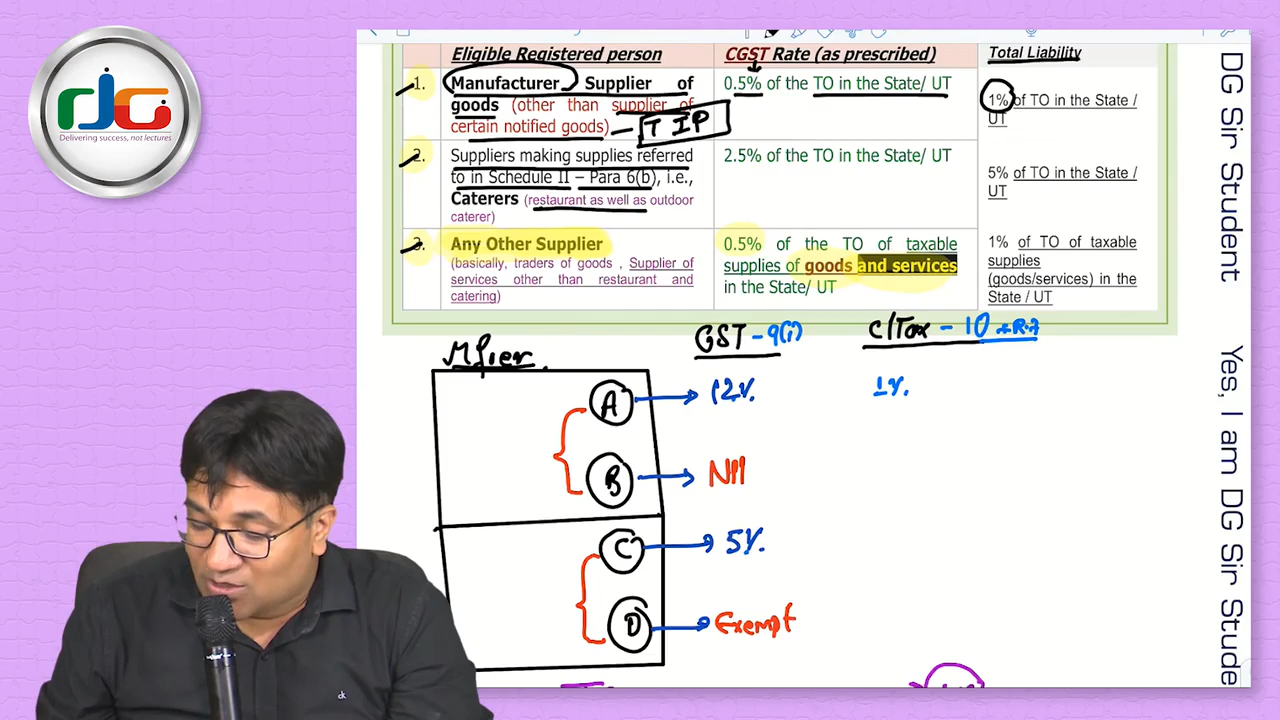 Eligible Registered person
CGST Rate (as prescribed)
Total Liability
1.
Manufacturer Supplier of
goods (other than supplier of
certain notified goods)
T IP
0.5% of the TO in the State/ UT
1% of TO in the State /
UT
2.
Suppliers making supplies referred
to in Schedule II – Para 6(b), i.e.,
Caterers (restaurant as well as outdoor
caterer)
2.5% of the TO in the State/ UT
5% of TO in the State /
UT
3.
Any Other Supplier
(basically, traders of goods , Supplier of
services other than restaurant and
catering)
0.5% of the TO of taxable
supplies of goods and services
in the State/ UT
1% of TO of taxable
supplies
(goods/services) in the
State / UT
GST - 9(1)
C/Tax - 10 + R.7
A
12%.
1%.
B
Nil
C
5%.
D
Exempt
DG
Delivering success, not lectures
DG Sir Student
Yes, I am DG Sir Stude
dk